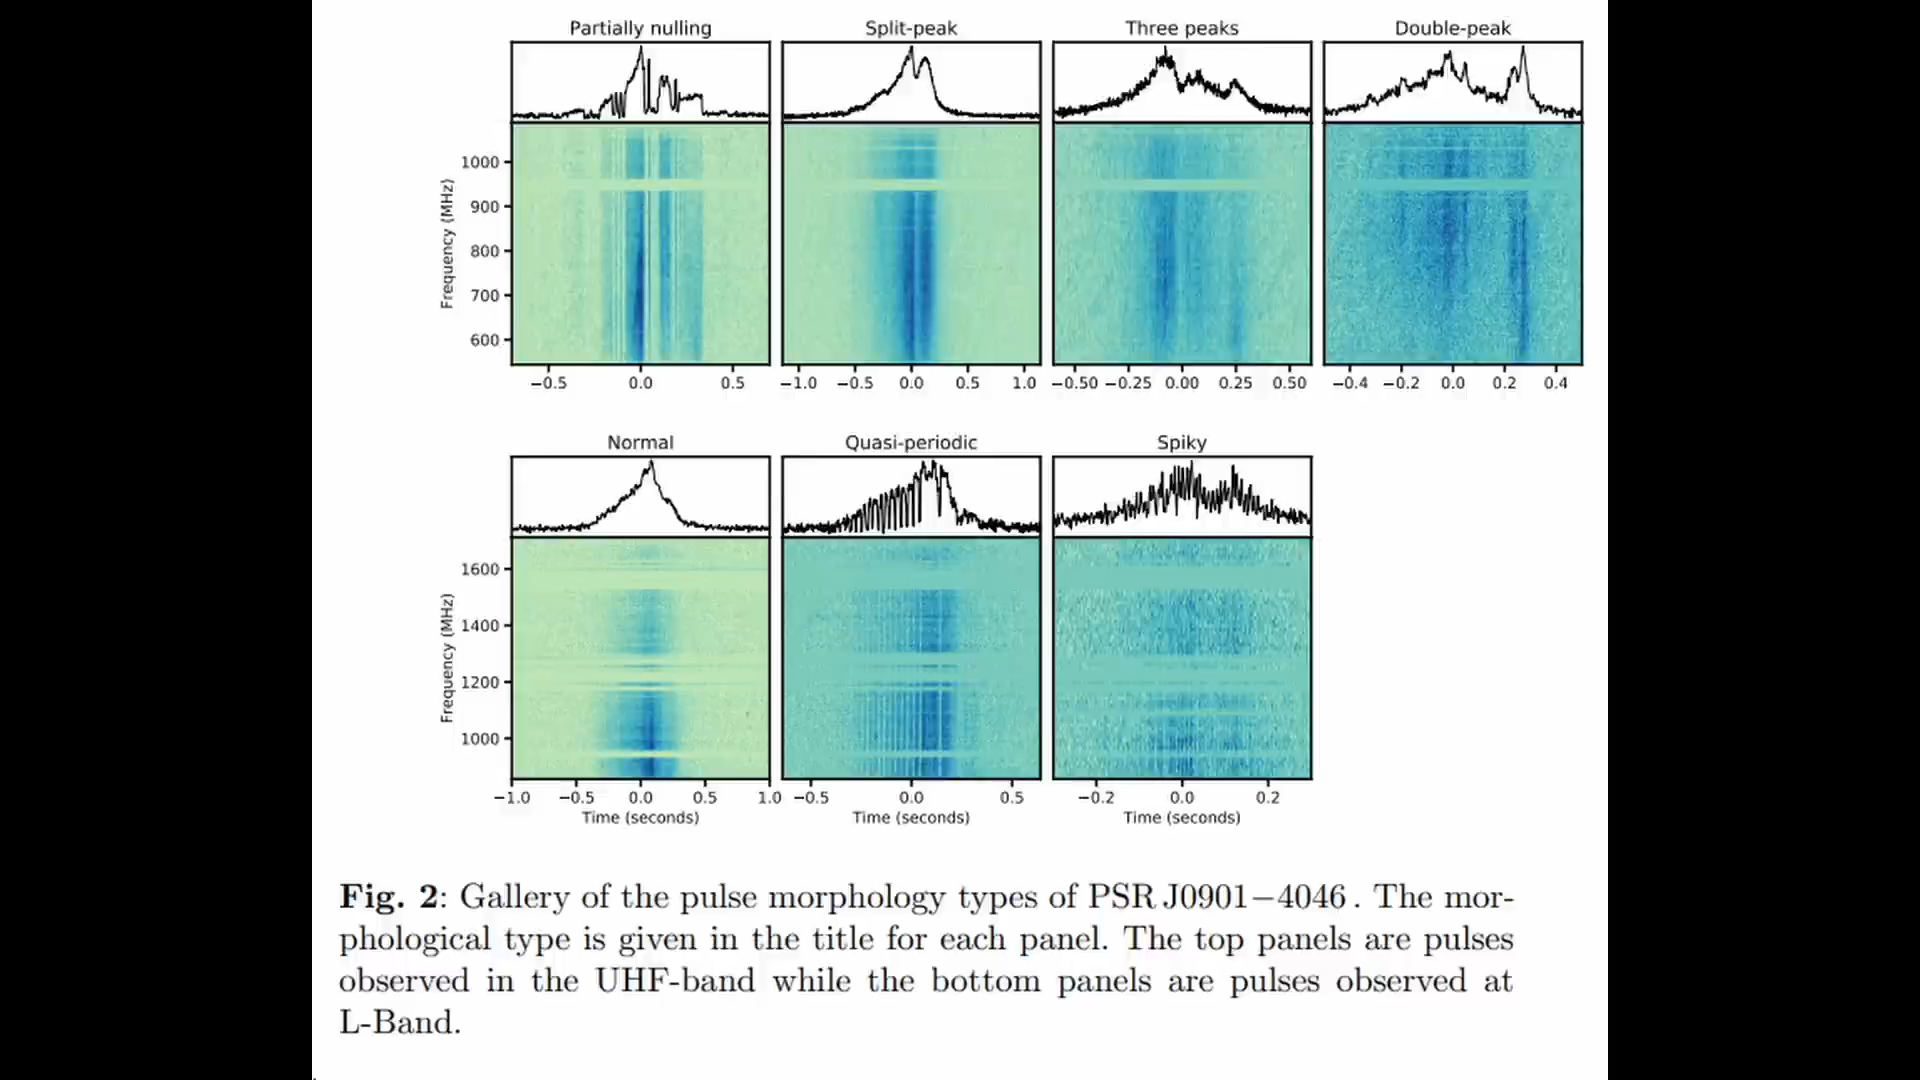 Partially nulling
Split-peak
Three peaks
Double-peak
Frequency (MHz)
1000
900
800
700
600
−0.5 0.0 0.5
−1.0 −0.5 0.0 0.5 1.0
−0.50 −0.25 0.00 0.25 0.50
−0.4 −0.2 0.0 0.2 0.4
Normal
Quasi-periodic
Spiky
Frequency (MHz)
1600
1400
1200
1000
−1.0 −0.5 0.0 0.5 1.0
−0.5 0.0 0.5
−0.2 0.0 0.2
Time (seconds)
Time (seconds)
Time (seconds)
Fig. 2: Gallery of the pulse morphology types of PSR J0901−4046 . The mor-
phological type is given in the title for each panel. The top panels are pulses
observed in the UHF-band while the bottom panels are pulses observed at
L-Band.